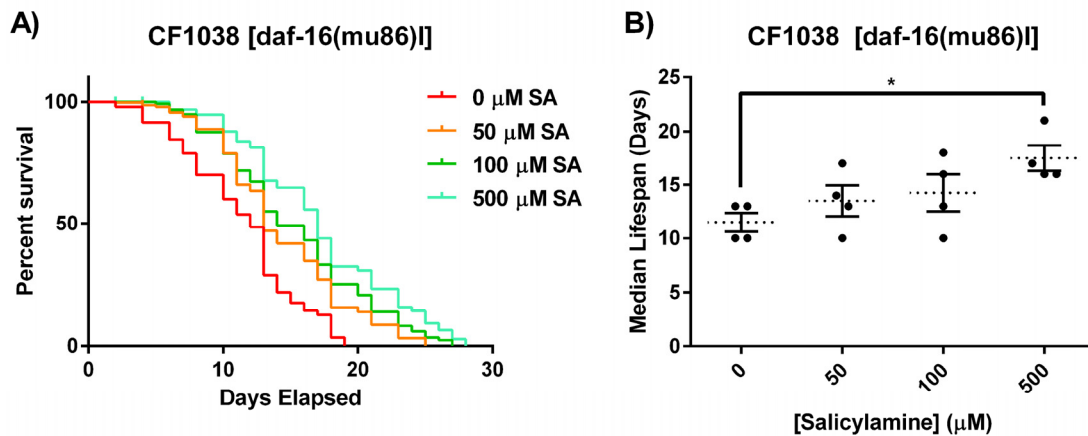 A)
CF1038 [daf-16(mu86)I]
Percent survival
100
50
0
0 10 20 30
Days Elapsed
0 μM SA
50 μM SA
100 μM SA
500 μM SA
B)
CF1038 [daf-16(mu86)I]
Median Lifespan (Days)
25
20
15
10
5
0
*
0 50 100 500
[Salicylamine] (μM)